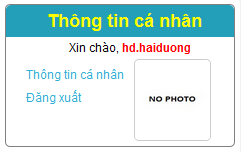 Thông tin cá nhân
Xin chào, hd.haiduong
Thông tin cá nhân
Đăng xuất
NO PHOTO